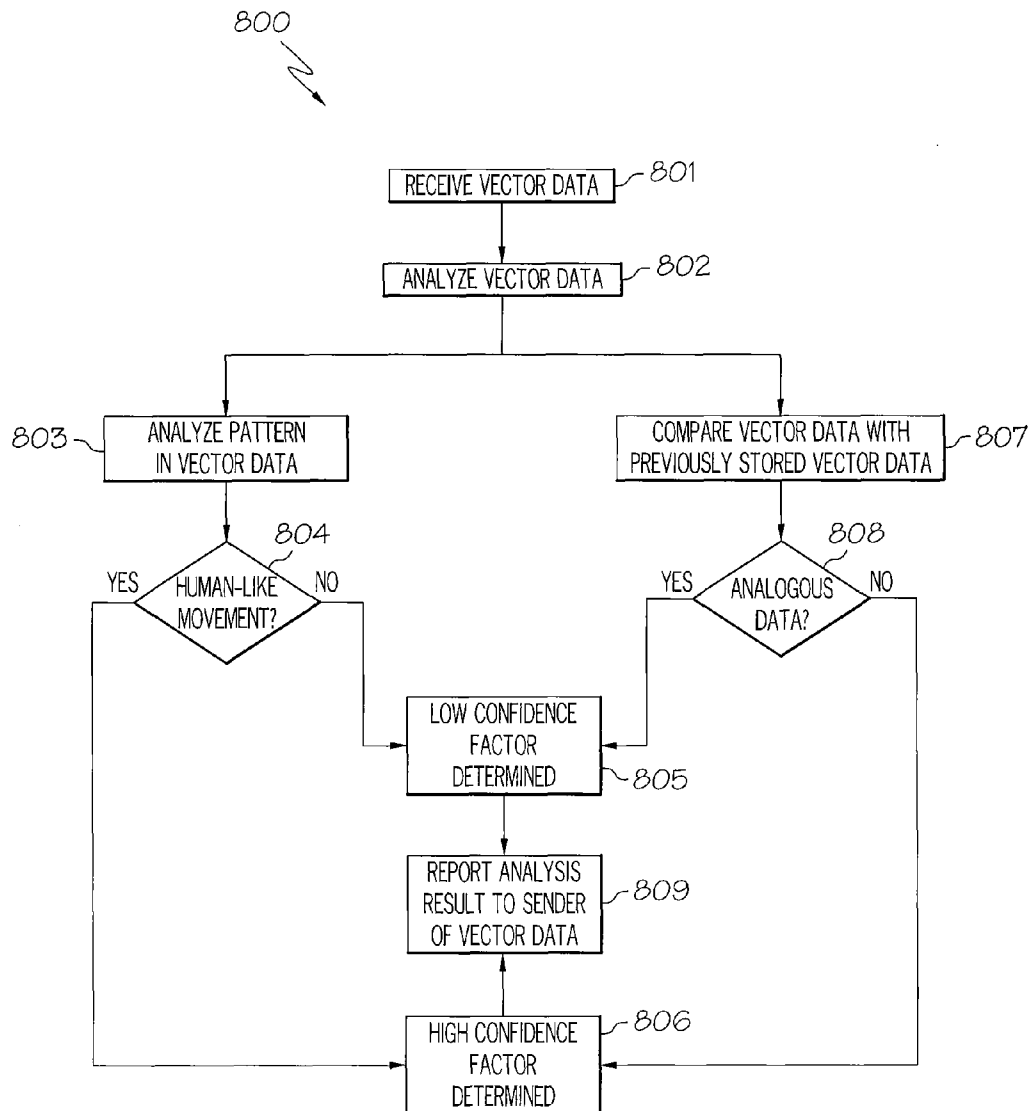 800
RECEIVE VECTOR DATA
801
ANALYZE VECTOR DATA
802
803
ANALYZE PATTERN
IN VECTOR DATA
COMPARE VECTOR DATA WITH
PREVIOUSLY STORED VECTOR DATA
807
804
YES
HUMAN-LIKE
MOVEMENT?
NO
808
YES
ANALOGOUS
DATA?
NO
LOW CONFIDENCE
FACTOR
DETERMINED
805
REPORT ANALYSIS
RESULT TO SENDER
OF VECTOR DATA
809
HIGH CONFIDENCE
FACTOR
DETERMINED
806